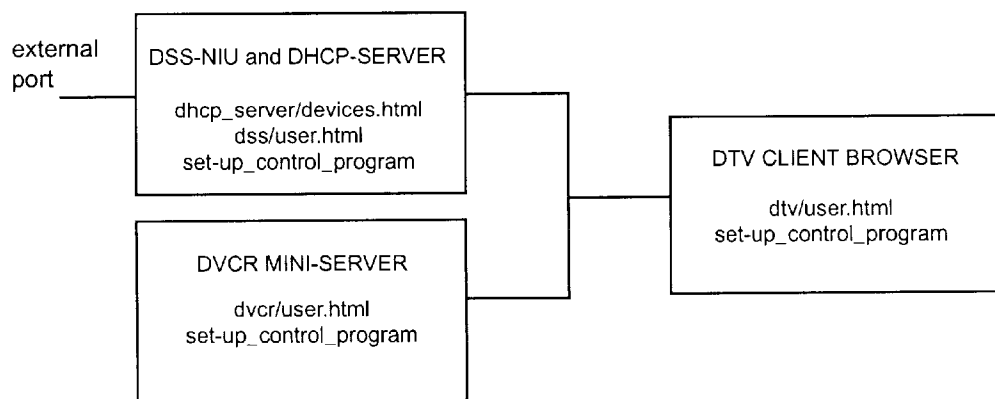 external
port
DSS-NIU and DHCP-SERVER
dhcp_server/devices.html
dss/user.html
set-up_control_program
DVCR MINI-SERVER
dvcr/user.html
set-up_control_program
DTV CLIENT BROWSER
dtv/user.html
set-up_control_program